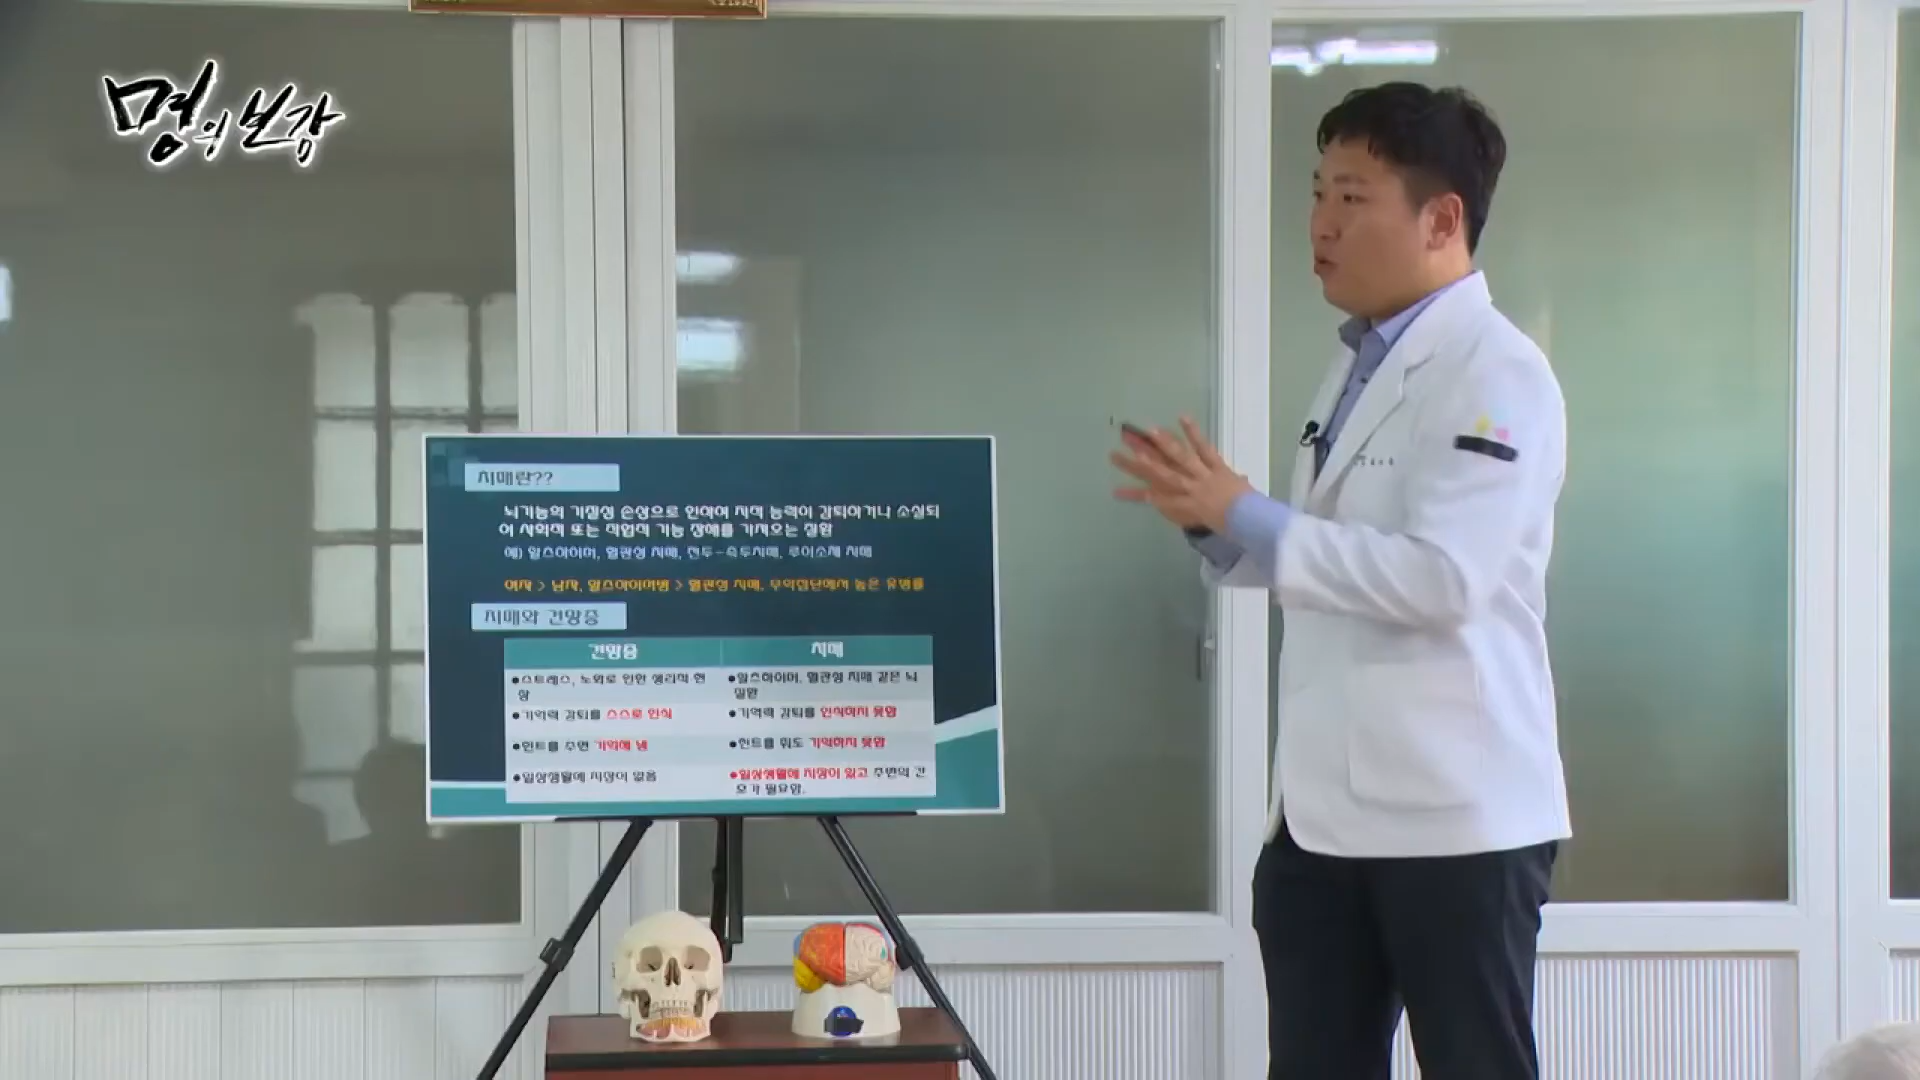 명의보감
치매란??
뇌기능의 기질성 손상으로 인하여 지적 능력이 감퇴하거나 소실되
어 사회적 또는 직업적 기능 장해를 가져오는 질환
예) 알츠하이머, 혈관성 치매, 전두-측두치매, 루이소체 치매
여자 > 남자, 알츠하이머병 > 혈관성 치매, 무학집단에서 높은 유병률
치매와 건망증
건망증 치매
●스트레스, 노화로 인한 생리적 현
상
●알츠하이머, 혈관성 치매 같은 뇌
질환
●기억력 감퇴를 스스로 인식
●기억력 감퇴를 인식하지 못함
●힌트를 주면 기억해 냄
●힌트를 줘도 기억하지 못함
●일상생활에 지장이 없음
●일상생활에 지장이 있고 주변의 간
호가 필요함.